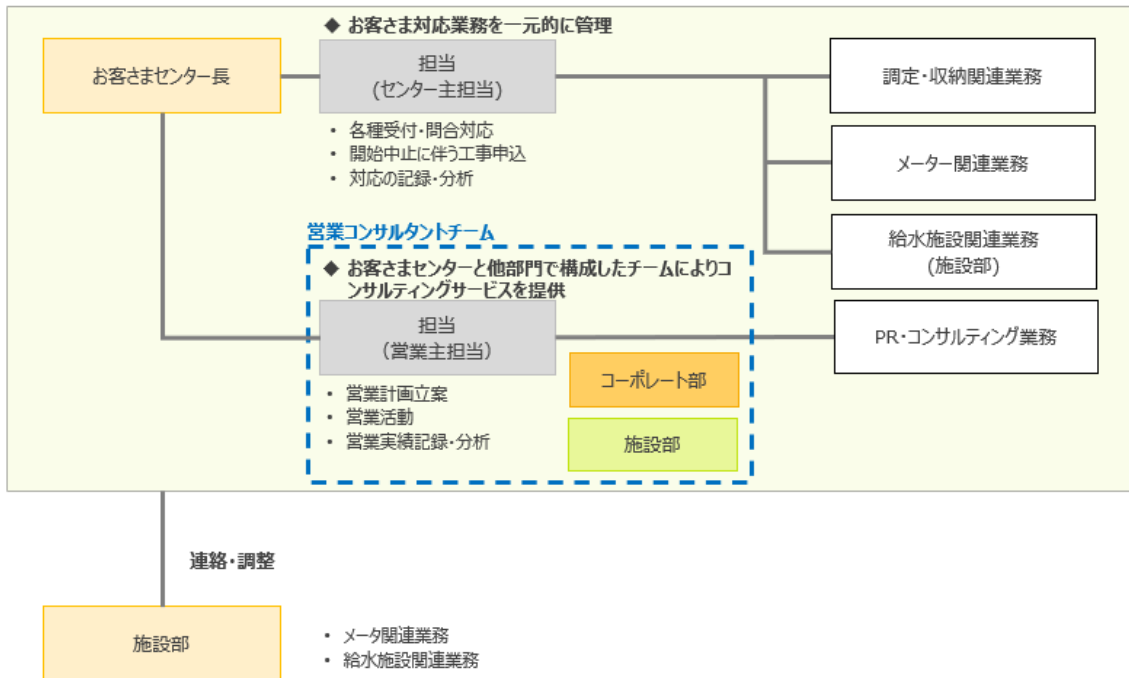 ◆ お客さま対応業務を一元的に管理
お客さまセンター長
担当
(センター主担当)
調定・収納関連業務
• 各種受付・問合対応
• 開始中止に伴う工事申込
• 対応の記録・分析
メーター関連業務
給水施設関連業務
(施設部)
営業コンサルタントチーム
◆ お客さまセンターと他部門で構成したチームによりコ
ンサルティングサービスを提供
担当
(営業主担当)
PR・コンサルティング業務
コーポレート部
• 営業計画立案
• 営業活動
• 営業実績記録・分析
施設部
連絡・調整
施設部
• メータ関連業務
• 給水施設関連業務